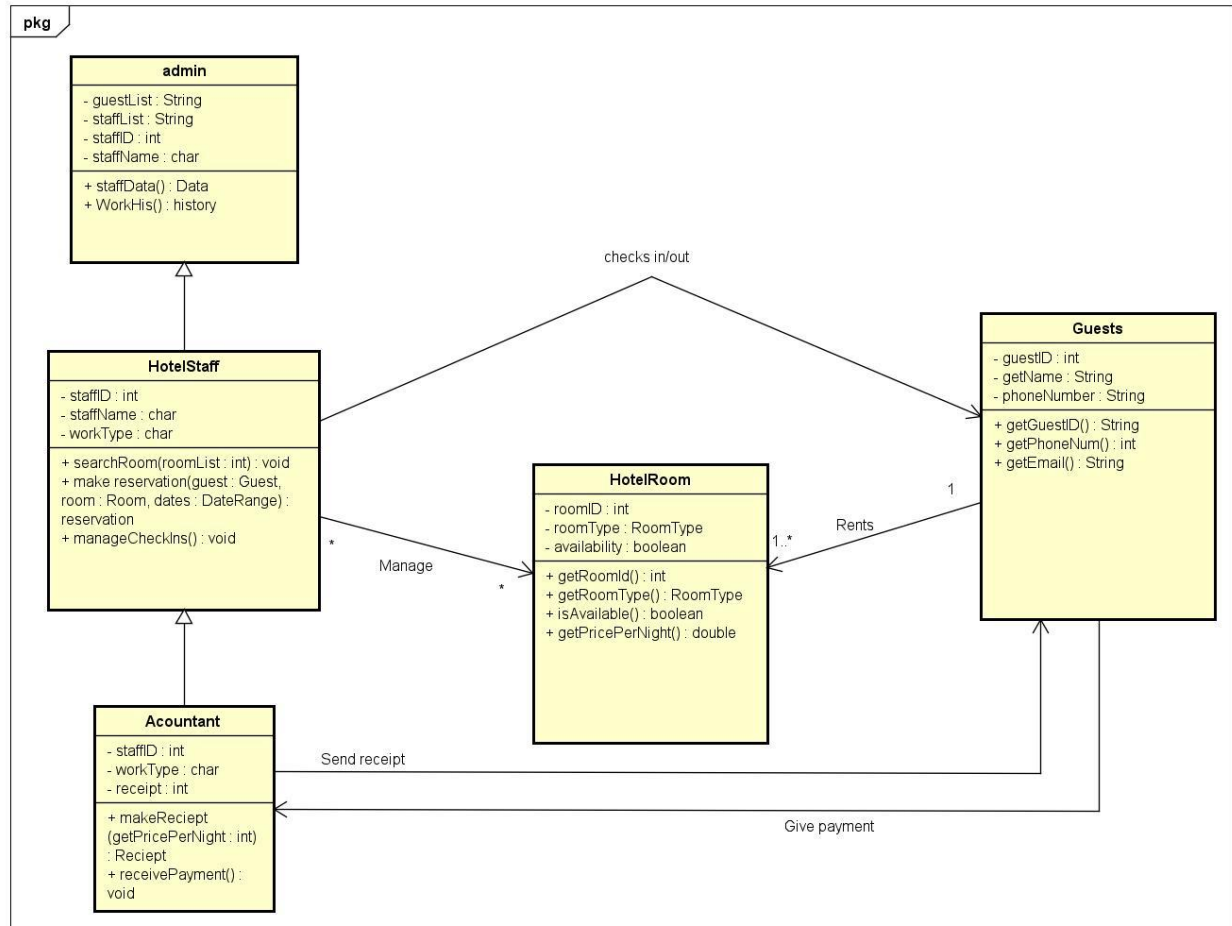 pkg
admin
- guestList : String
- staffList : String
- staffID : int
- staffName : char
+ staffData() : Data
+ WorkHis() : history
checks in/out
HotelStaff
- staffID : int
- staffName : char
- workType : char
+ searchRoom(roomList : int) : void
+ make reservation(guest : Guest,
room : Room, dates : DateRange) :
reservation
+ manageCheckIns() : void
Guests
- guestID : int
- getName : String
- phoneNumber : String
+ getGuestID() : String
+ getPhoneNum() : int
+ getEmail() : String
HotelRoom
- roomID : int
- roomType : RoomType
- availability : boolean
+ getRoomId() : int
+ getRoomType() : RoomType
+ isAvailable() : boolean
+ getPricePerNight() : double
*
Manage
*
1
Rents
1..*
Acountant
- staffID : int
- workType : char
- receipt : int
+ makeReciept
(getPricePerNight : int)
: Reciept
+ receivePayment() :
void
Send receipt
Give payment